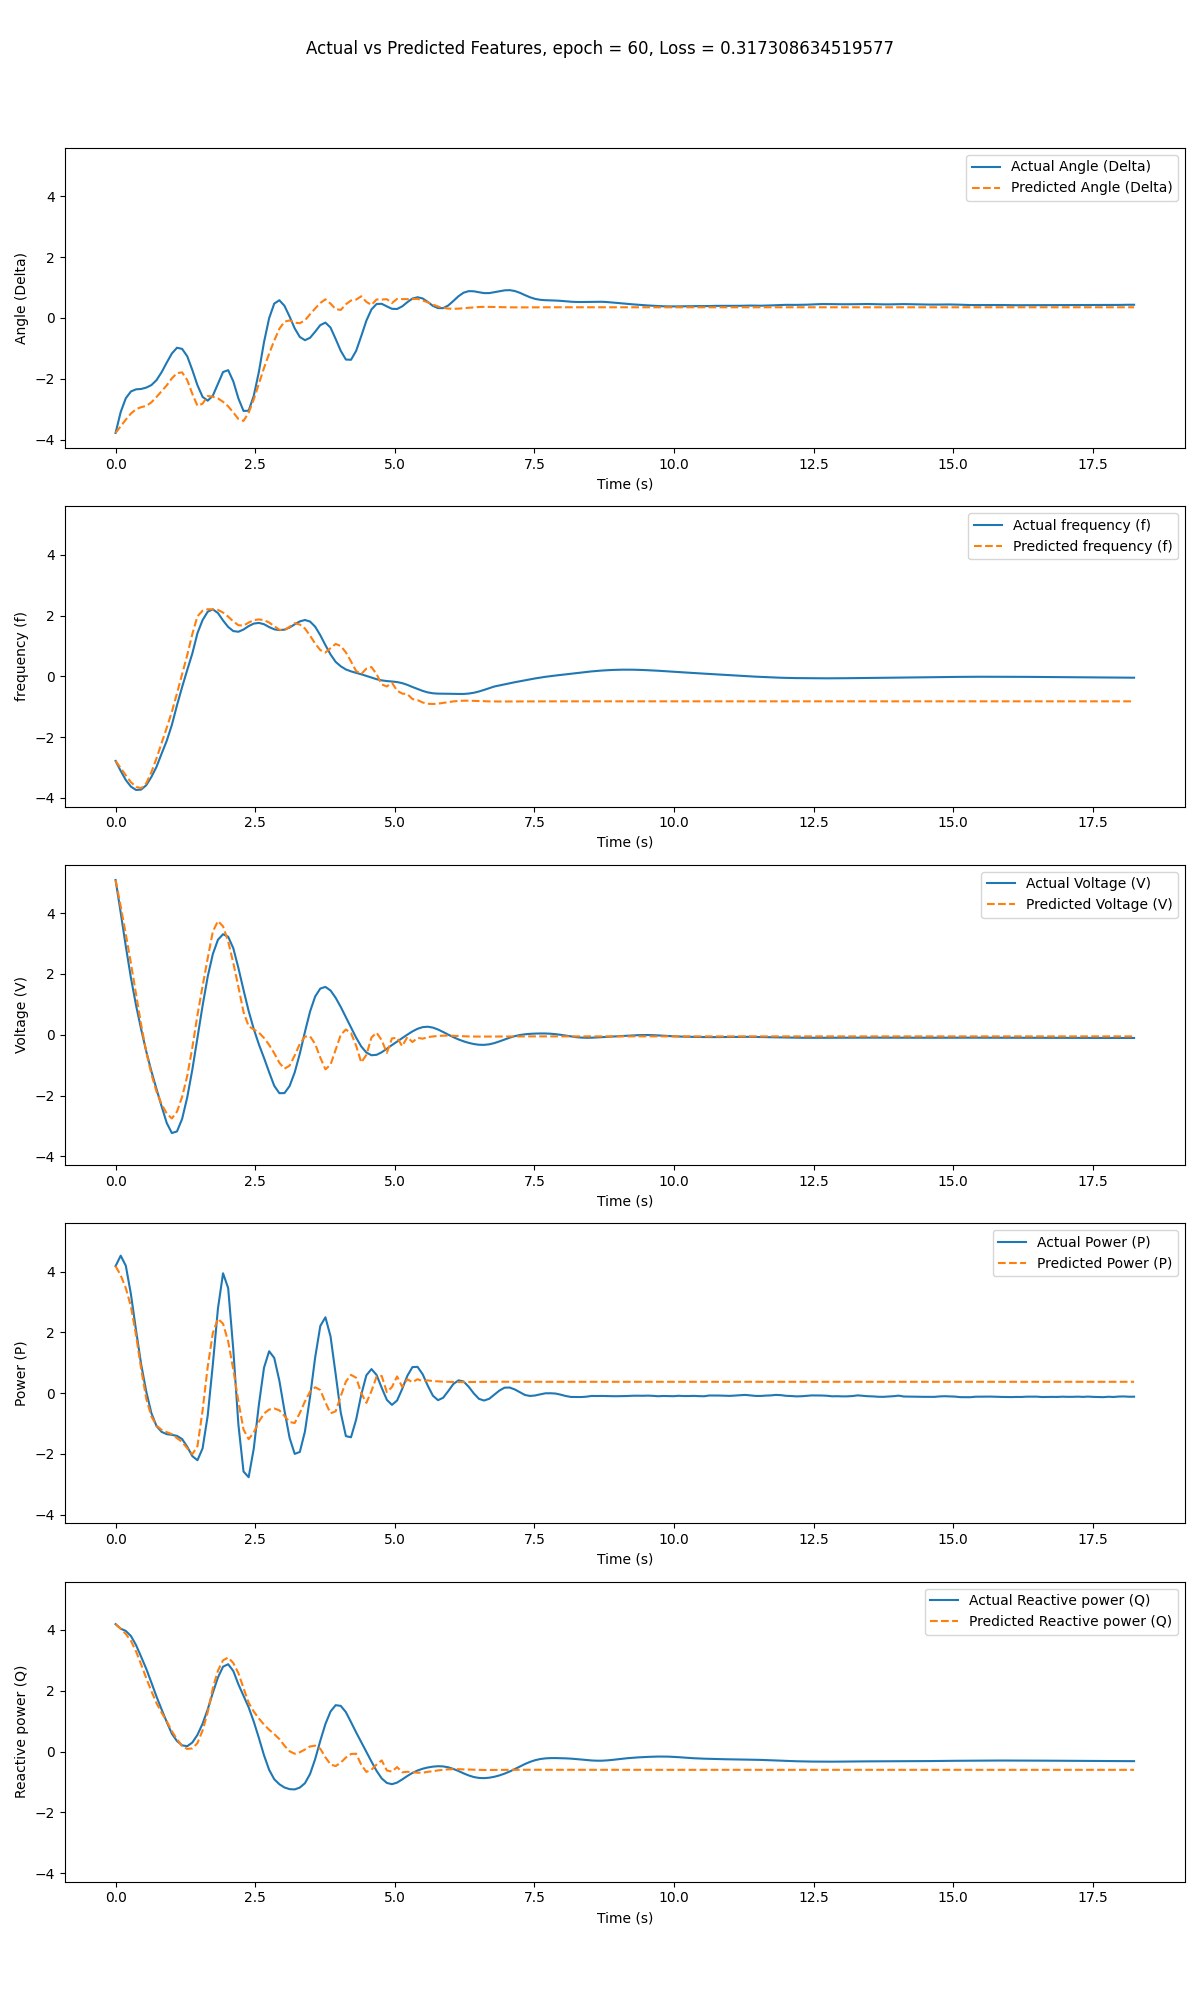 Actual vs Predicted Features, epoch = 60, Loss = 0.317308634519577
Actual Angle (Delta)
Predicted Angle (Delta)
Angle (Delta)
4
2
0
−2
−4
0.0 2.5 5.0 7.5 10.0 12.5 15.0 17.5
Time (s)
Actual frequency (f)
Predicted frequency (f)
frequency (f)
4
2
0
−2
−4
0.0 2.5 5.0 7.5 10.0 12.5 15.0 17.5
Time (s)
Actual Voltage (V)
Predicted Voltage (V)
Voltage (V)
4
2
0
−2
−4
0.0 2.5 5.0 7.5 10.0 12.5 15.0 17.5
Time (s)
Actual Power (P)
Predicted Power (P)
Power (P)
4
2
0
−2
−4
0.0 2.5 5.0 7.5 10.0 12.5 15.0 17.5
Time (s)
Actual Reactive power (Q)
Predicted Reactive power (Q)
Reactive power (Q)
4
2
0
−2
−4
0.0 2.5 5.0 7.5 10.0 12.5 15.0 17.5
Time (s)